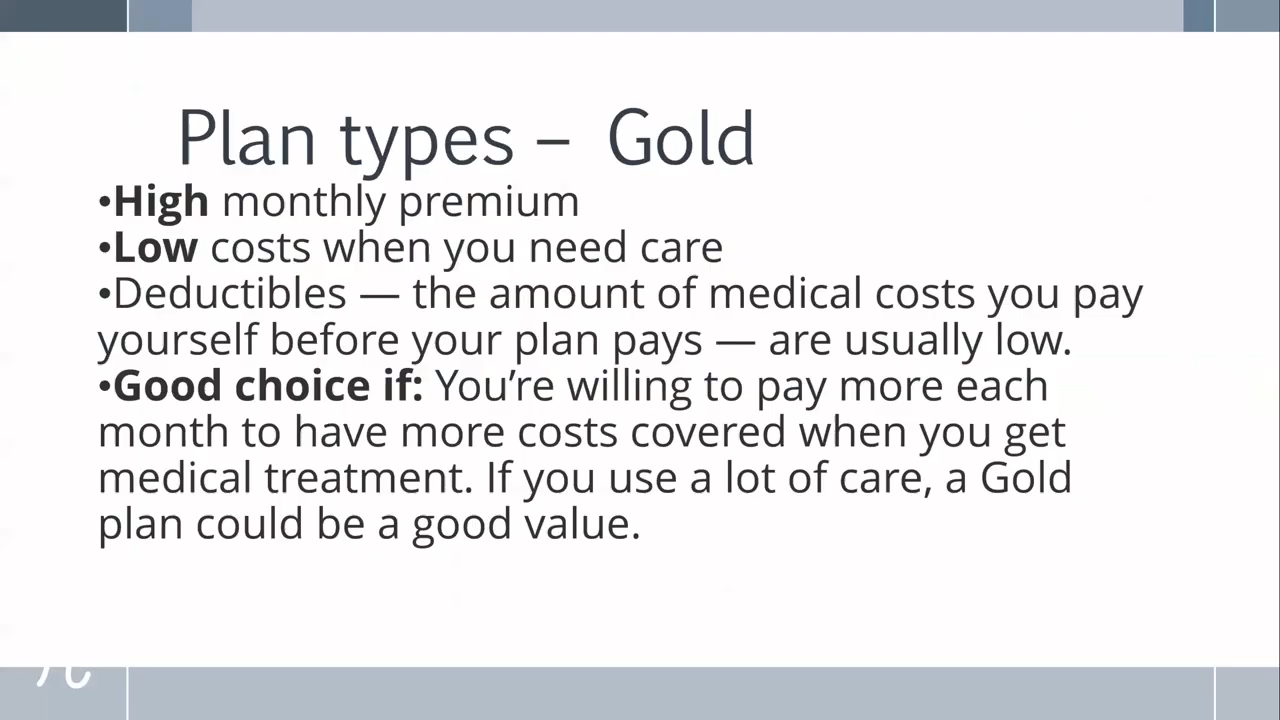 Plan types – Gold
•High monthly premium
•Low costs when you need care
•Deductibles — the amount of medical costs you pay
yourself before your plan pays — are usually low.
•Good choice if: You’re willing to pay more each
month to have more costs covered when you get
medical treatment. If you use a lot of care, a Gold
plan could be a good value.